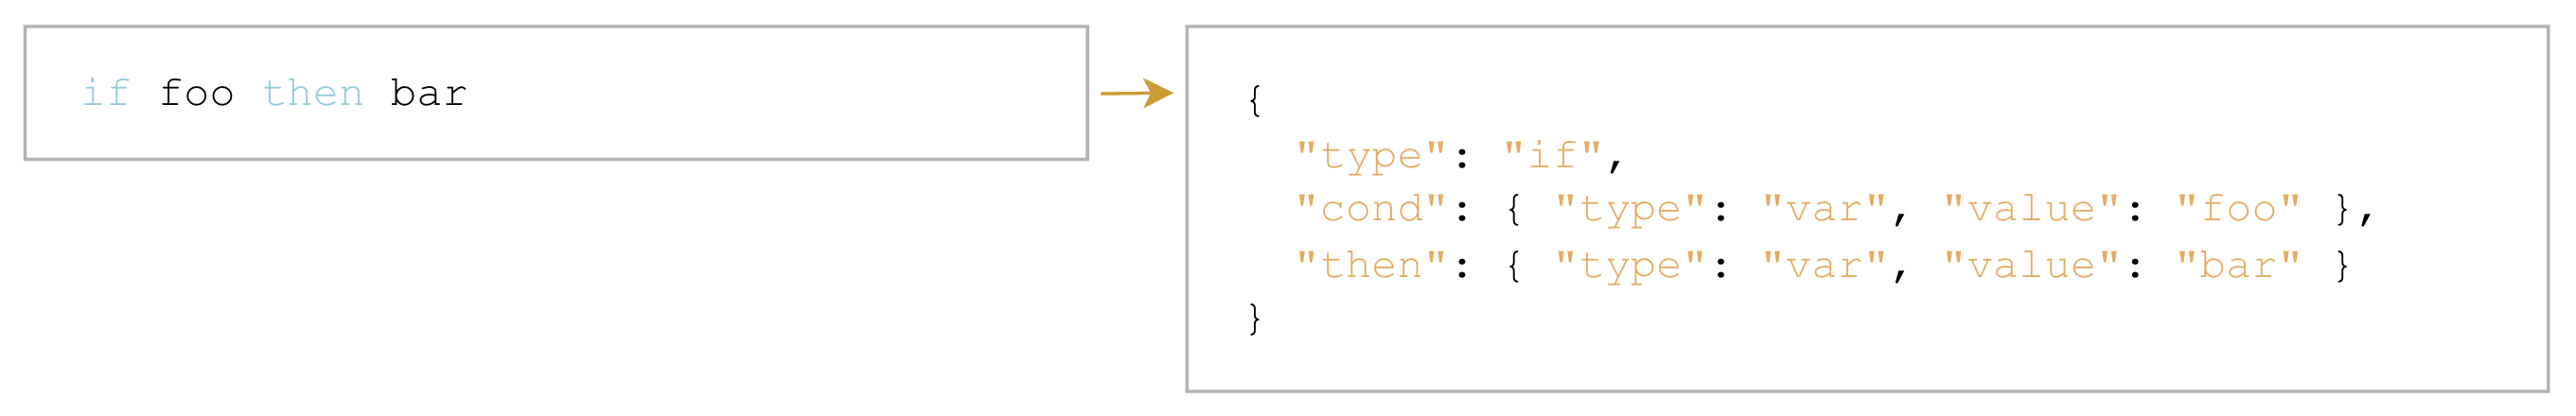 if foo then bar
{
  "type": "if",
  "cond": { "type": "var", "value": "foo" },
  "then": { "type": "var", "value": "bar" }
}